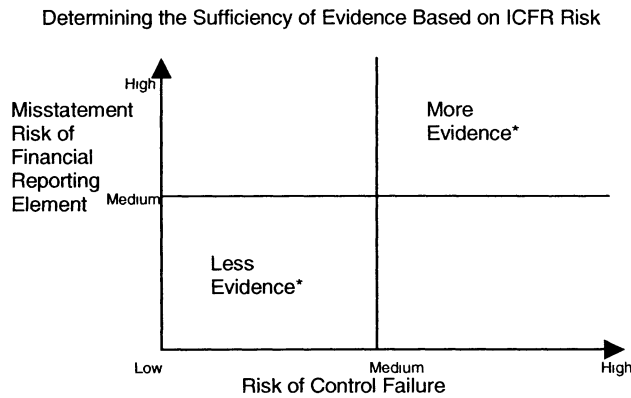 Determining the Sufficiency of Evidence Based on ICFR Risk
High
Misstatement
Risk of
Financial
Reporting
Element
Medium
More
Evidence*
Less
Evidence*
Low
Medium
High
Risk of Control Failure